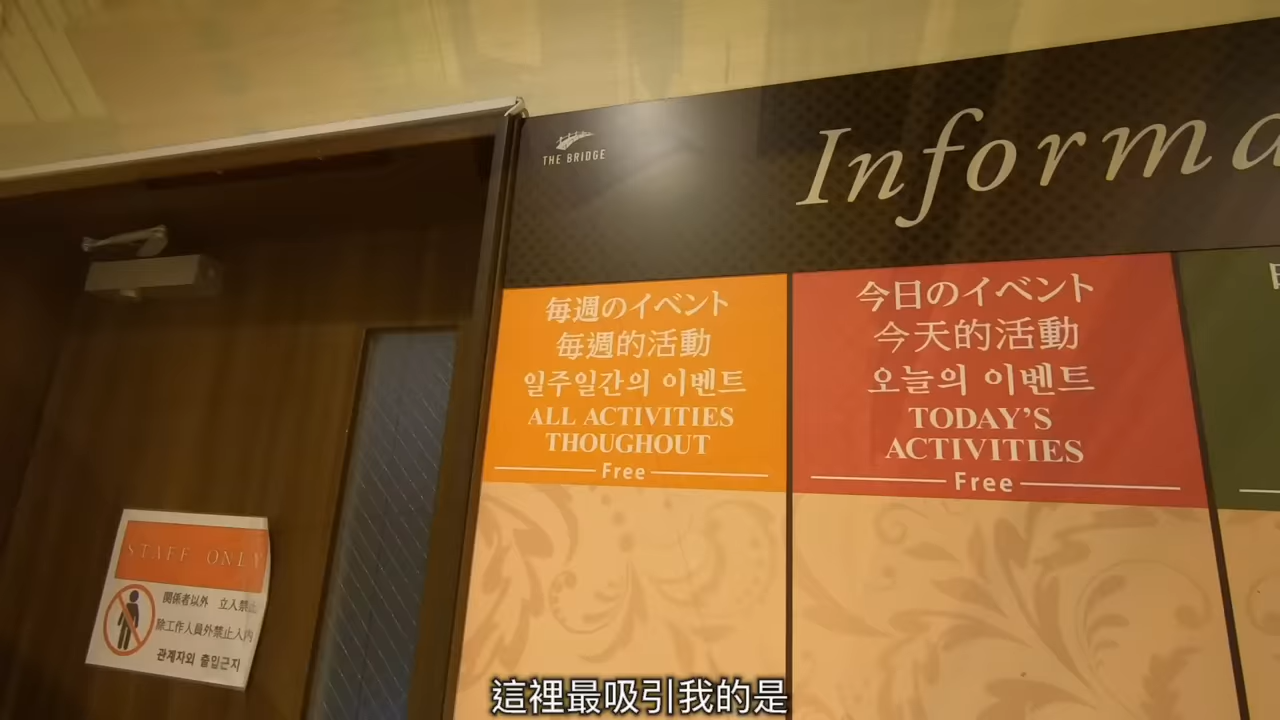 THE BRIDGE
Informa
毎週のイベント
毎週的活動
일주일간의 이벤트
ALL ACTIVITIES
THOUGHOUT
Free
今日のイベント
今天的活動
오늘의 이벤트
TODAY'S
ACTIVITIES
Free
STAFF ONLY
関係者以外 立入禁止
除工作人員外禁止入内
관계자외 출입근지
這裡最吸引我的是